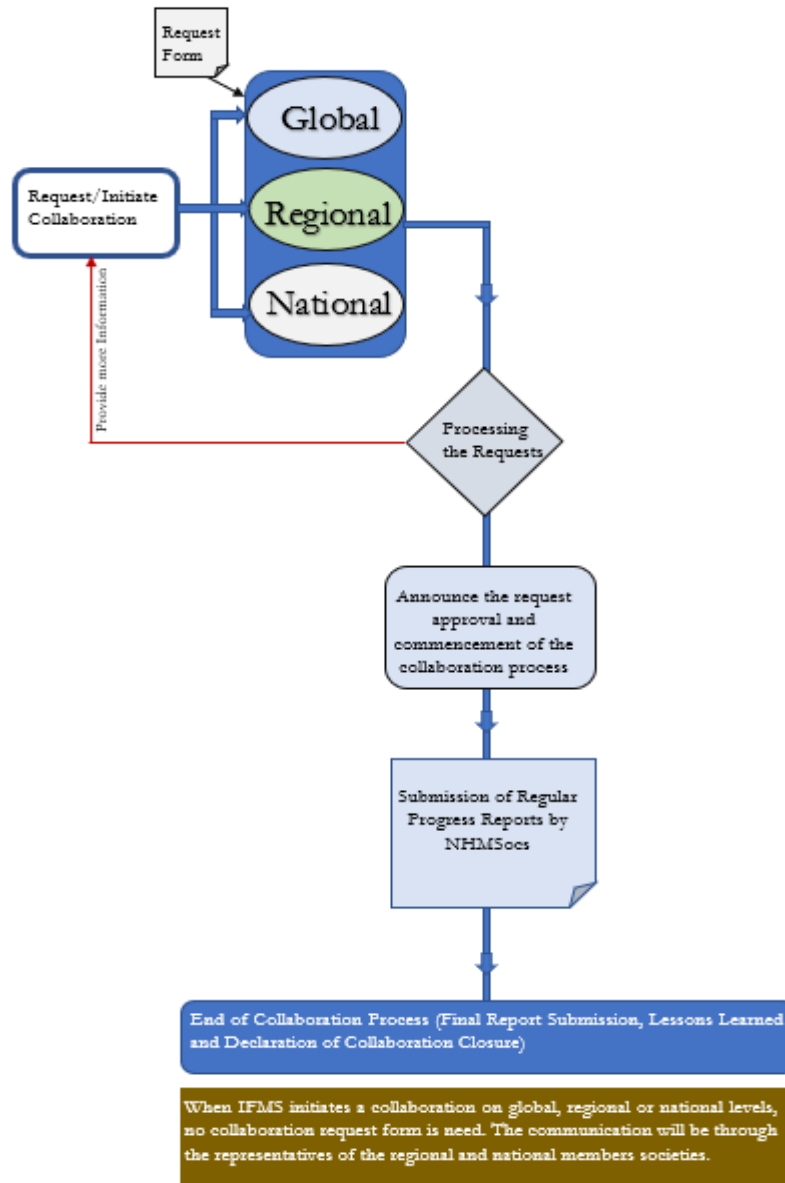 Request
Form
Global
Request/Initiate
Collaboration
Regional
National
Provide more Information
Processing
the Requests
Announce the request
approval and
commencement of the
collaboration process
Submission of Regular
Progress Reports by
NHMSocs
End of Collaboration Process (Final Report Submission, Lessons Learned
and Declaration of Collaboration Closure)
When IFMS initiates a collaboration on global, regional or national levels,
no collaboration request form is need. The communication will be through
the representatives of the regional and national members societies.